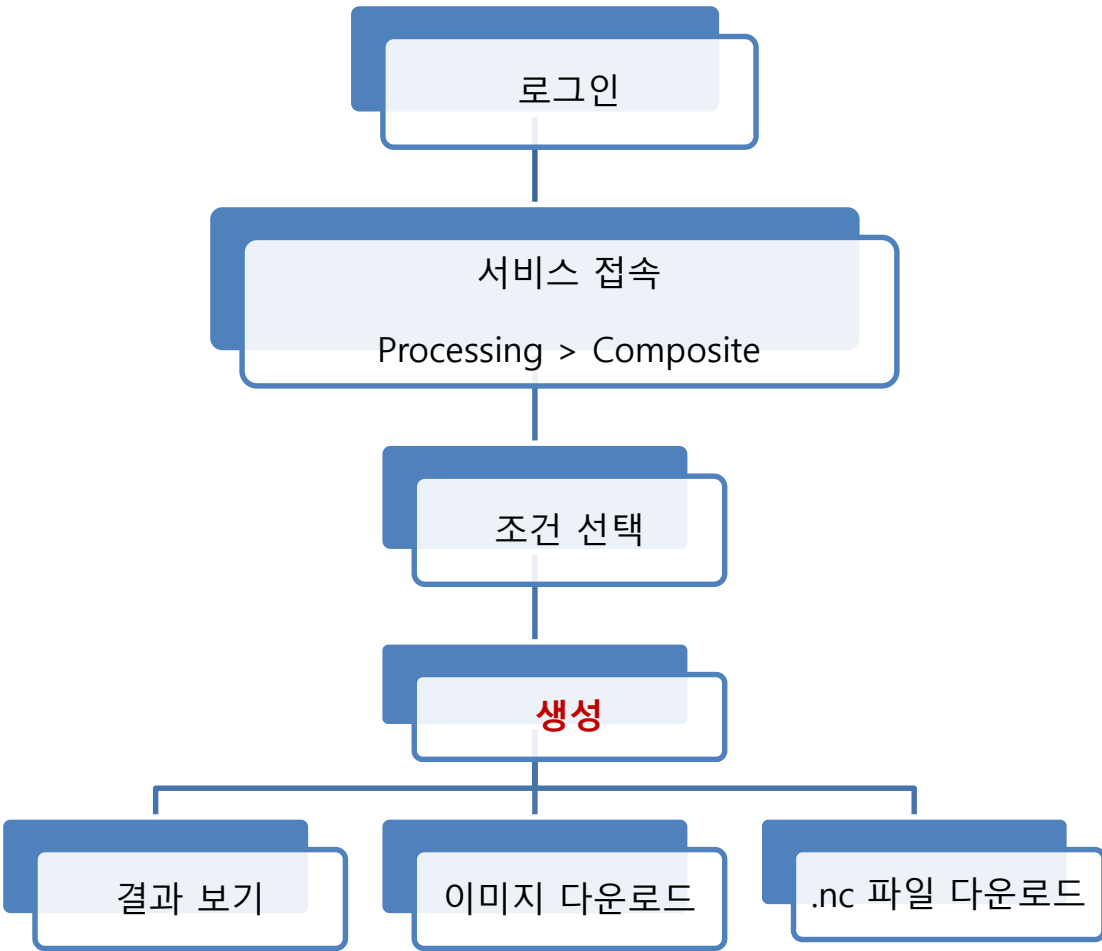 로그인
서비스 접속
Processing > Composite
조건 선택
생성
결과 보기
이미지 다운로드
.nc 파일 다운로드